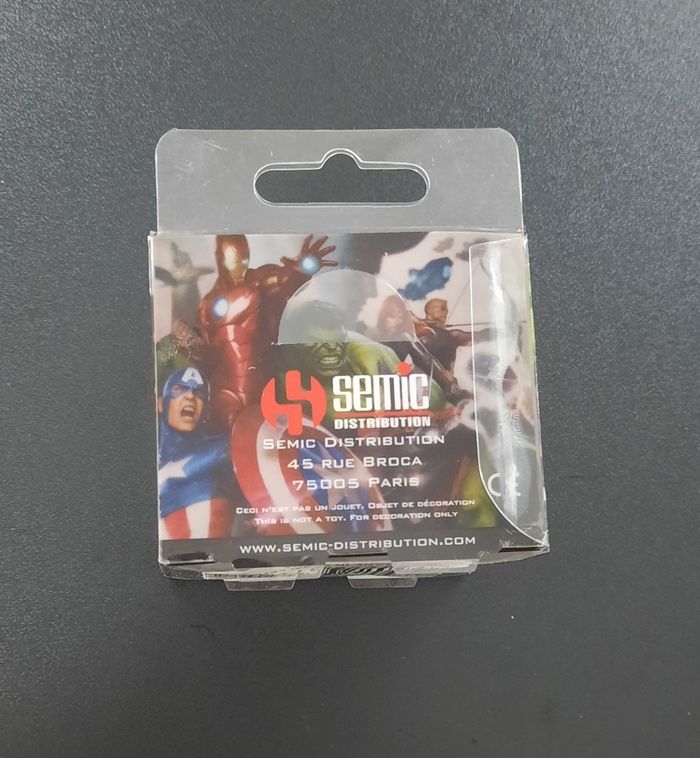 A
semic
DISTRIBUTION
SEMIC DISTRIBUTION
45 RUE BROCA
75005 PARIS
CECI N'EST PAS UN JOUET. OBJET DE DÉCORATION
THIS IS NOT A TOY. FOR DECORATION ONLY
CE
WWW.SEMIC-DISTRIBUTION.COM